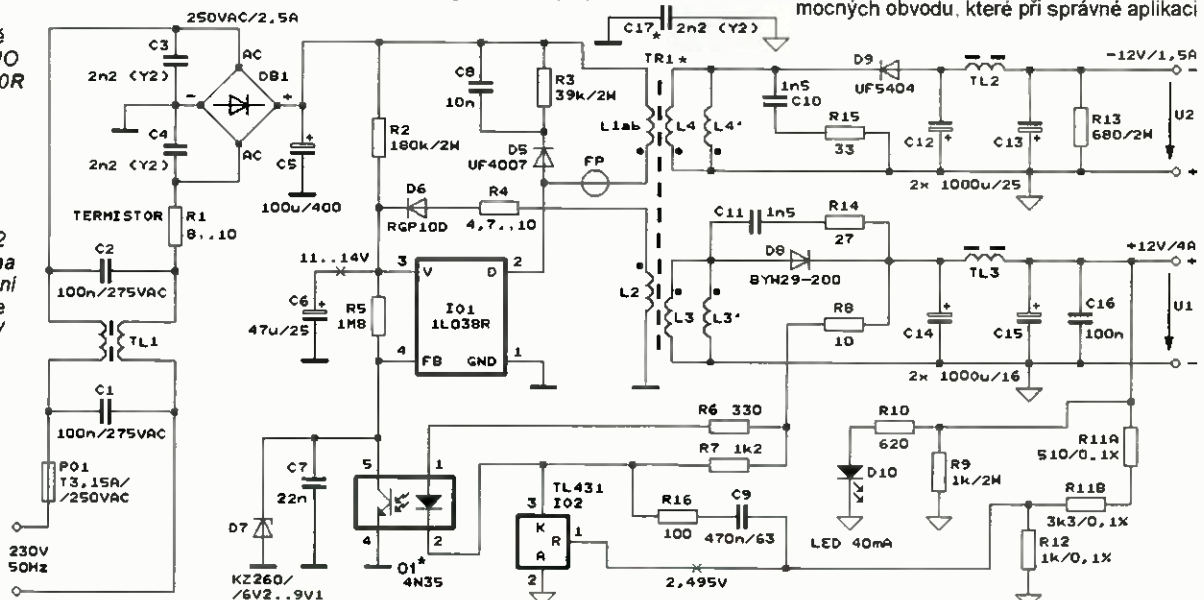 mocných obvodu, které při správné aplikaci
250VAC/2.5A
C3
2n2 (Y2)
AC
DB1
-
+
C4
2n2 (Y2)
AC
C5
+
100u/400
TERMISTOR
R1
8..10
C2
100n/275VAC
TL1
C1
100n/275VAC
PO1
T3,15A/
/250VAC
230V
50Hz
R2
180k/2W
C8
10n
R3
39k/2W
D5
UF4007
FP
D6
RGP10D
R4
4,7..10
11..14V
C6
+
47u/25
R5
1M8
3
V
D
2
IO1
1L038R
4
FB
GND
1
C7
22n
D7
KZ260/
/6V2..9V1
5
1
4
2
O1*
4N35
C17*
2n2 (Y2)
TR1*
L1ab
L4
L4'
L2
L3
L3'
1n5
C10
R15
33
D9
UF5404
TL2
-12V/1,5A
-
C12
+
C13
+
2x 1000u/25
R13
680/2W
U2
+
C11
1n5
R14
27
D8
BYW29-200
R8
10
TL3
+12V/4A
+
C14
+
C15
+
C16
100n
2x 1000u/16
U1
-
R6 330
R7 1k2
TL431
IO2
3
K
R
1
A
2
R16
100
C9
470n/63
2,495V
R10
620
D10
LED 40mA
R9
1k/2W
R11A
510/0.1%
R11B
3k3/0,1%
R12
1k/0,1%